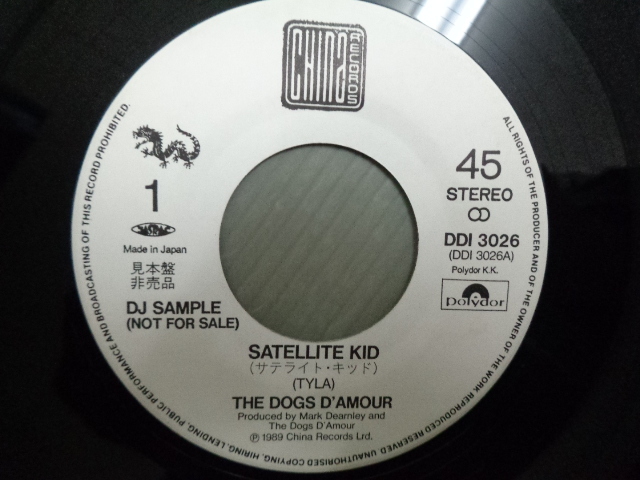 CHINA
RECORDS
1
Made in Japan
見本盤
非売品
DJ SAMPLE
(NOT FOR SALE)
45
STEREO
DDI 3026
(DDI 3026A)
Polydor K.K.
polydor
SATELLITE KID
(サテライト・キッド)
(TYLA)
THE DOGS D'AMOUR
Produced by Mark Dearnley and
The Dogs D'Amour
Ⓟ 1989 China Records Ltd.
ALL RIGHTS OF THE PRODUCER AND OF THE OWNER OF THE WORK REPRODUCED RESERVED. UNAUTHORISED COPYING, HIRING, LENDING, PUBLIC PERFORMANCE AND BROADCASTING OF THIS RECORD PROHIBITED.